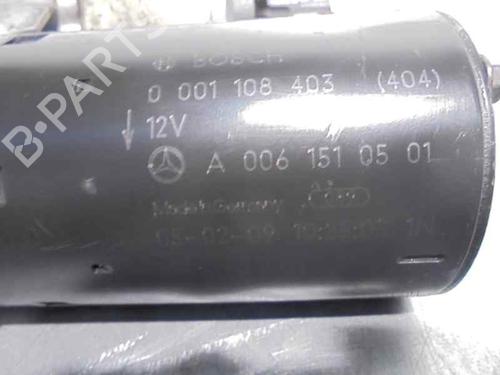 B-PARTS
BOSCH
0 001 108 403 (404)
12V
A 006 151 05 01
Made in Germany